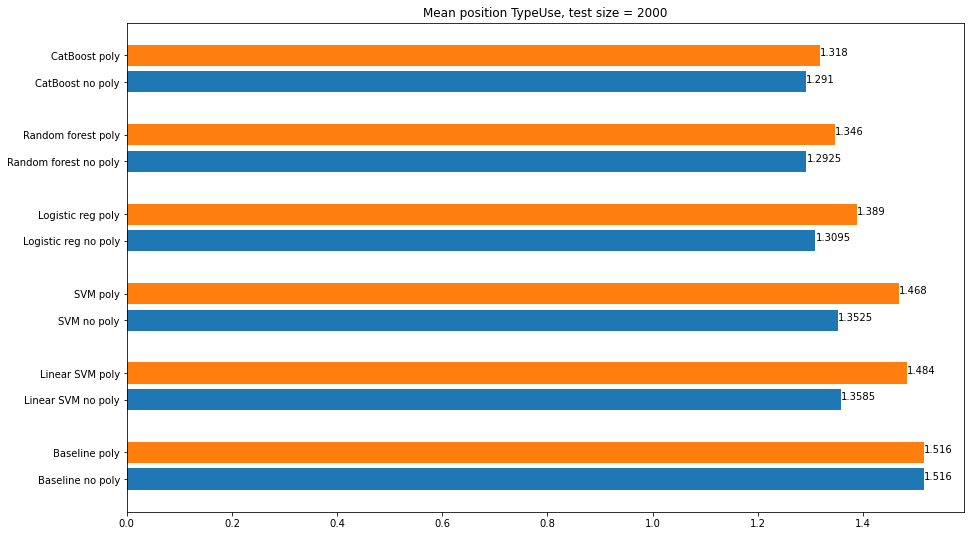 Mean position TypeUse, test size = 2000
CatBoost poly
1.318
CatBoost no poly
1.291
Random forest poly
1.346
Random forest no poly
1.2925
Logistic reg poly
1.389
Logistic reg no poly
1.3095
SVM poly
1.468
SVM no poly
1.3525
Linear SVM poly
1.484
Linear SVM no poly
1.3585
Baseline poly
1.516
Baseline no poly
1.516
0.0 0.2 0.4 0.6 0.8 1.0 1.2 1.4